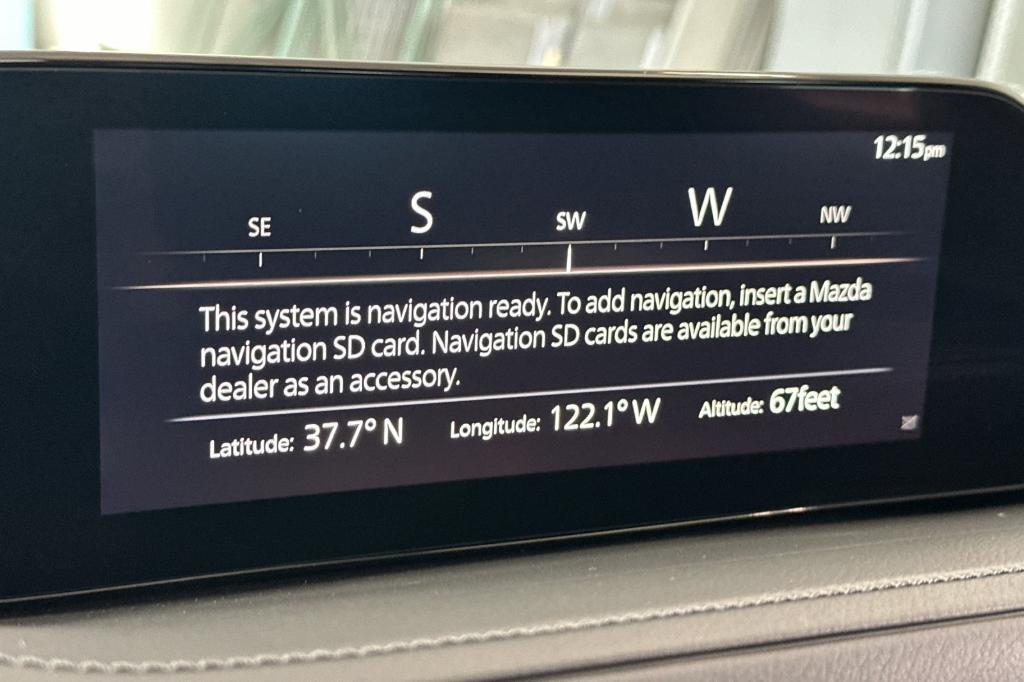 12:15pm
SE S SW W NW
This system is navigation ready. To add navigation, insert a Mazda
navigation SD card. Navigation SD cards are available from your
dealer as an accessory.
Latitude: 37.7° N Longitude: 122.1° W Altitude: 67feet